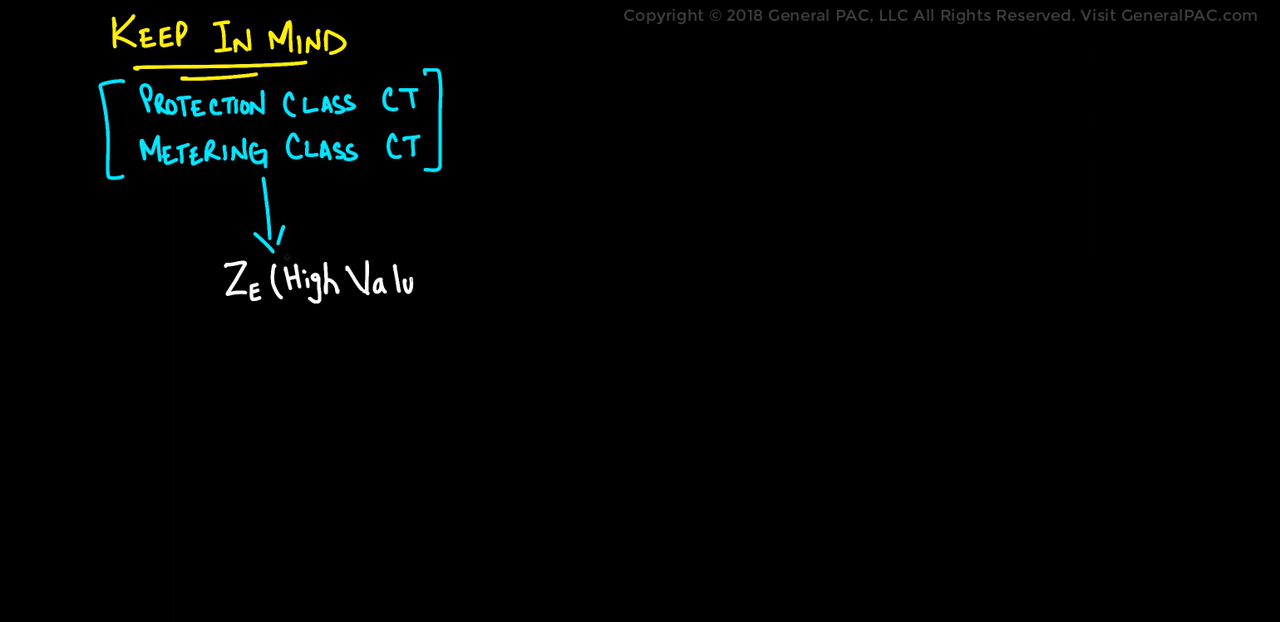 Copyright © 2018 General PAC, LLC All Rights Reserved. Visit GeneralPAC.com
KEEP IN MIND
[ PROTECTION CLASS CT
METERING CLASS CT ]
ZE (High Valu